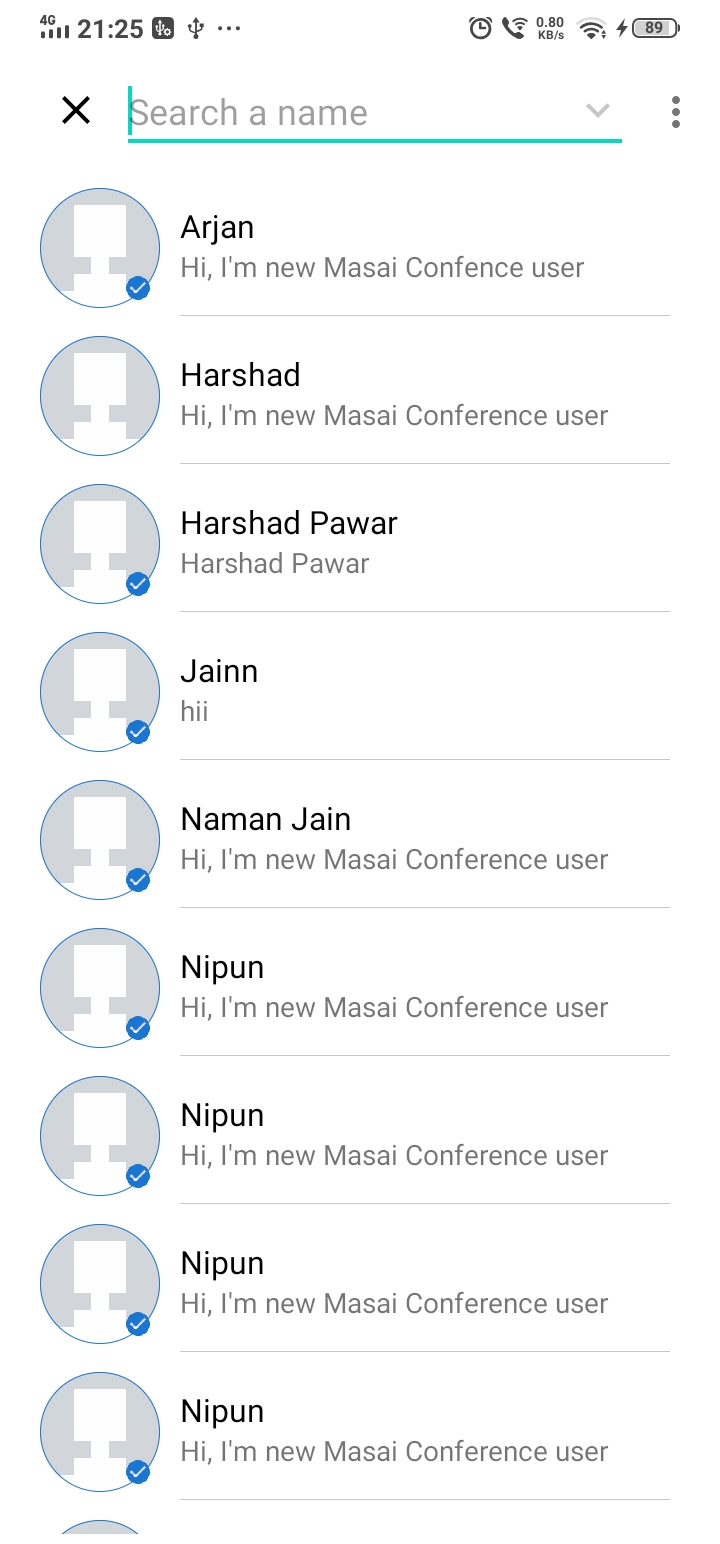 4G 21:25 0.80 KB/s 89
Search a name
Arjan
Hi, I'm new Masai Confence user
Harshad
Hi, I'm new Masai Conference user
Harshad Pawar
Harshad Pawar
Jainn
hii
Naman Jain
Hi, I'm new Masai Conference user
Nipun
Hi, I'm new Masai Conference user
Nipun
Hi, I'm new Masai Conference user
Nipun
Hi, I'm new Masai Conference user
Nipun
Hi, I'm new Masai Conference user